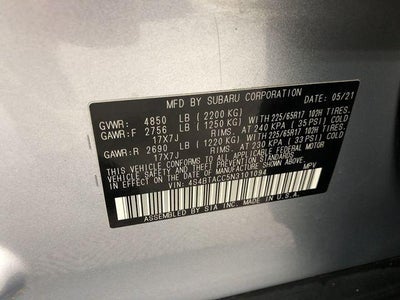 MFD BY SUBARU CORPORATION DATE: 05/21
GVWR: 4850 LB (2200 KG)
GAWR:F 2756 LB (1250 KG) WITH 225/65R17 102H TIRES,
17X7J RIMS, AT 240 KPA ( 35 PSI) COLD
GAWR:R 2690 LB (1220 KG) WITH 225/65R17 102H TIRES,
17X7J RIMS, AT 230 KPA ( 33 PSI) COLD
THIS VEHICLE CONFORMS TO ALL APPLICABLE FEDERAL MOTOR
VEHICLE SAFETY AND BUMPER STANDARDS
IN EFFECT ON THE DATE OF MANUFACTURE SHOWN ABOVE.
VIN: 4S4BTACC5N3101094 MPV
ASSEMBLED BY SIA INC. IN U.S.A.